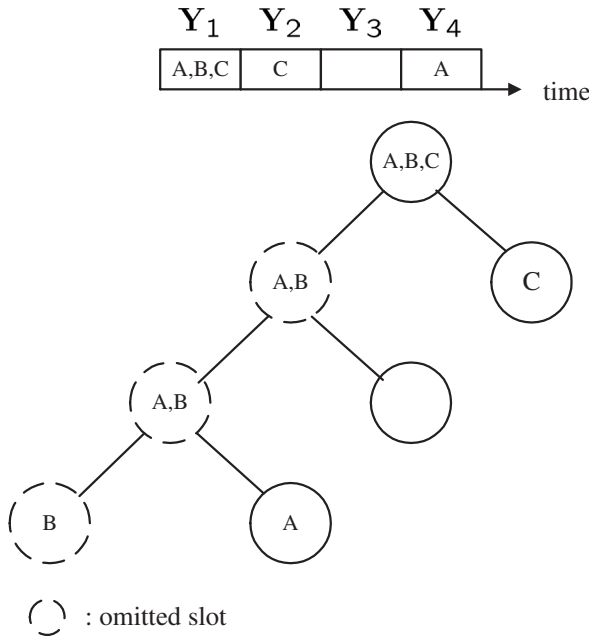 Y1 Y2 Y3 Y4
A,B,C C A
time
A,B,C
A,B C
A,B
B A
: omitted slot